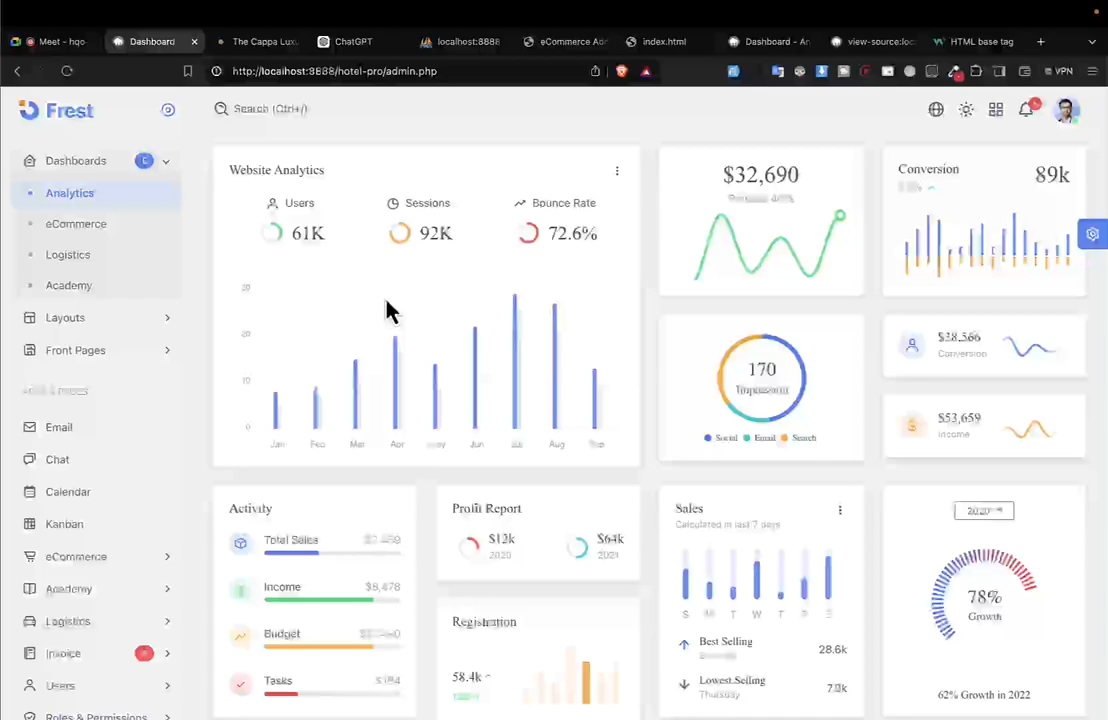 Meet - hqo
Dashboard
The Cappa Lux
ChatGPT
localhost:8888
eCommerce Ad
index.html
Dashboard - An
view-source:loc
HTML base tag
http://localhost:8888/hotel-pro/admin.php
VPN
Frest
Search (Ctrl+/)
Dashboards
Analytics
eCommerce
Logistics
Academy
Layouts
Front Pages
Email
Chat
Calendar
Kanban
eCommerce
Academy
Logistics
Invoice
Users
Roles & Permissions
Website Analytics
Users
61K
Sessions
92K
Bounce Rate
72.6%
20
10
0
Jan
Mar
Apr
Jun
Aug
$32,690
Conversion
89k
170
Impression
Social
Email
Search
$38,566
Conversion
$53,659
Income
Activity
Total Sales
Income
$8,478
Budget
Tasks
Profit Report
$12k
2020
$64k
2021
Registration
58.4k
Sales
Calculated in last 7 days
S
M
T
W
T
F
S
Best Selling
28.6k
Lowest Selling
Thursday
78%
Growth
62% Growth in 2022